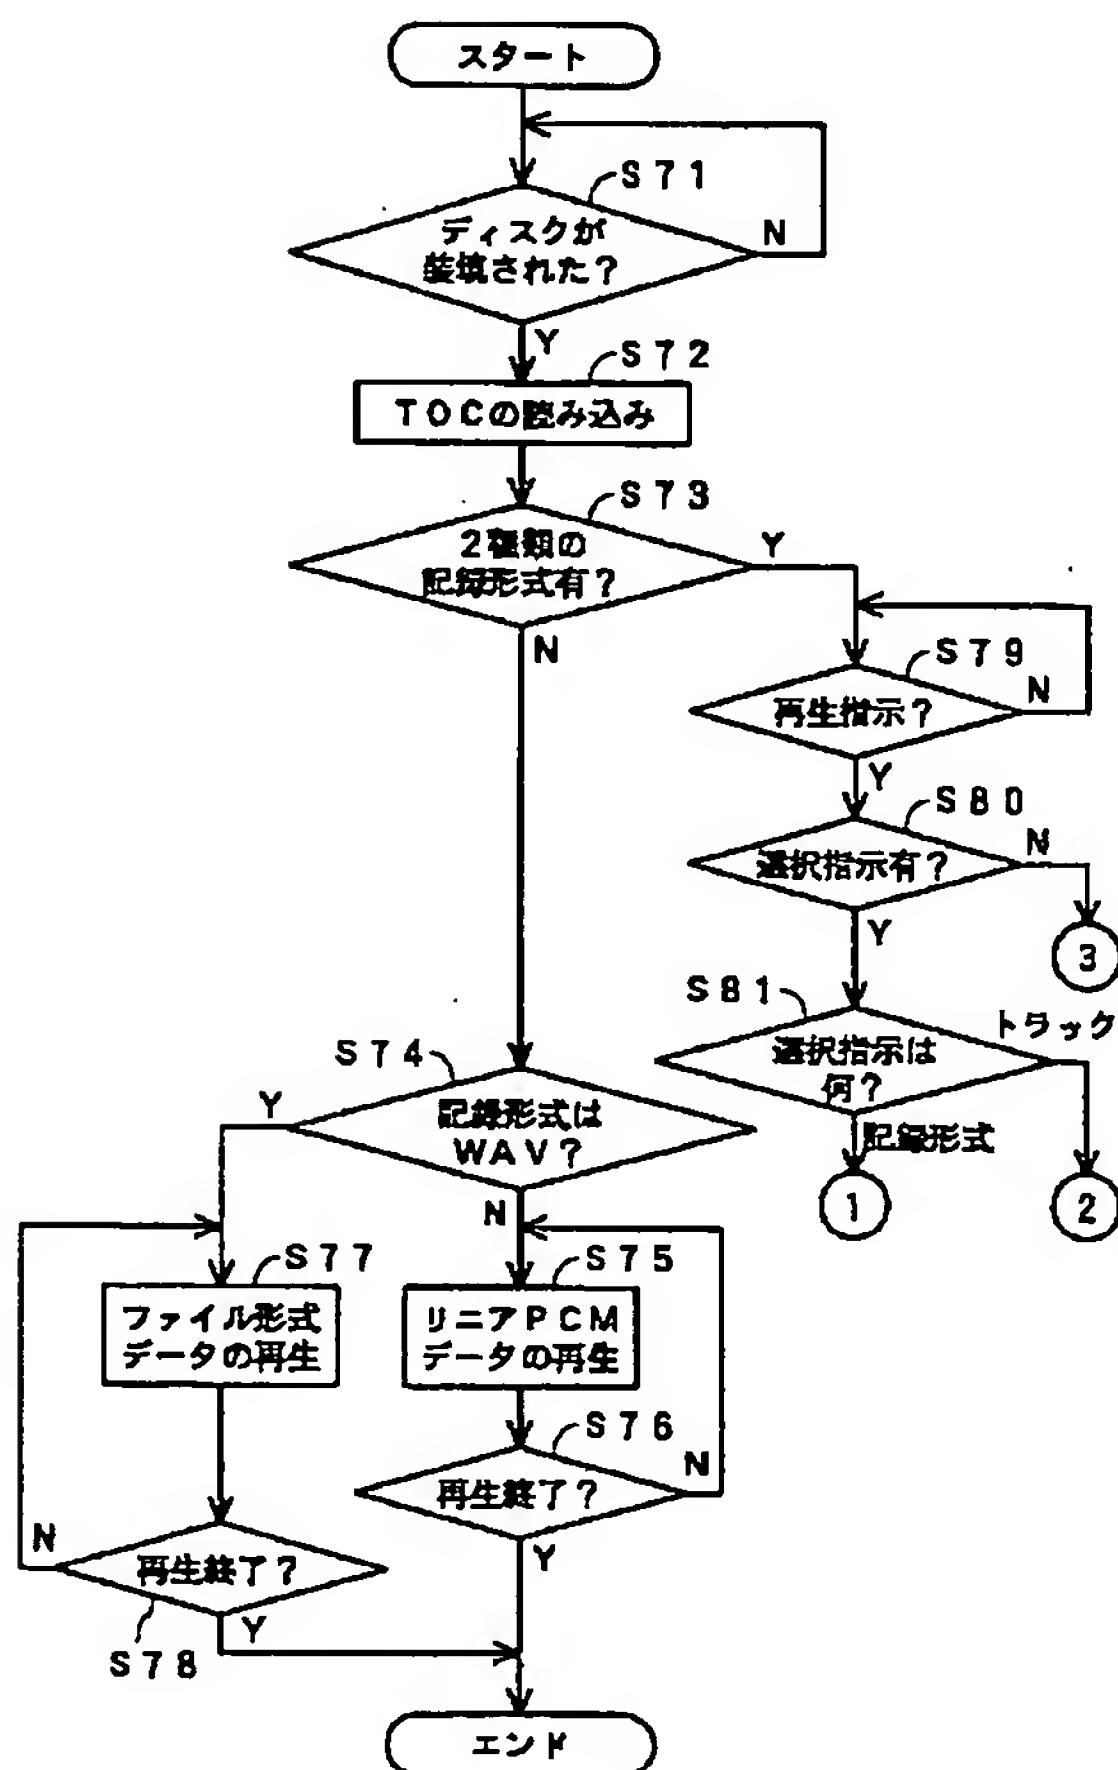 スタート
S71
ディスクが
装填された？
N
Y
S72
TOCの読み込み
S73
2種類の
記録形式有？
Y
N
S79
再生指示？
N
Y
S80
選択指示有？
N
Y
3
S81
選択指示は
何？
トラック
記録形式
1
2
S74
記録形式は
WAV？
Y
N
S77
ファイル形式
データの再生
S75
リニアPCM
データの再生
S76
再生終了？
N
Y
再生終了？
N
Y
S78
エンド